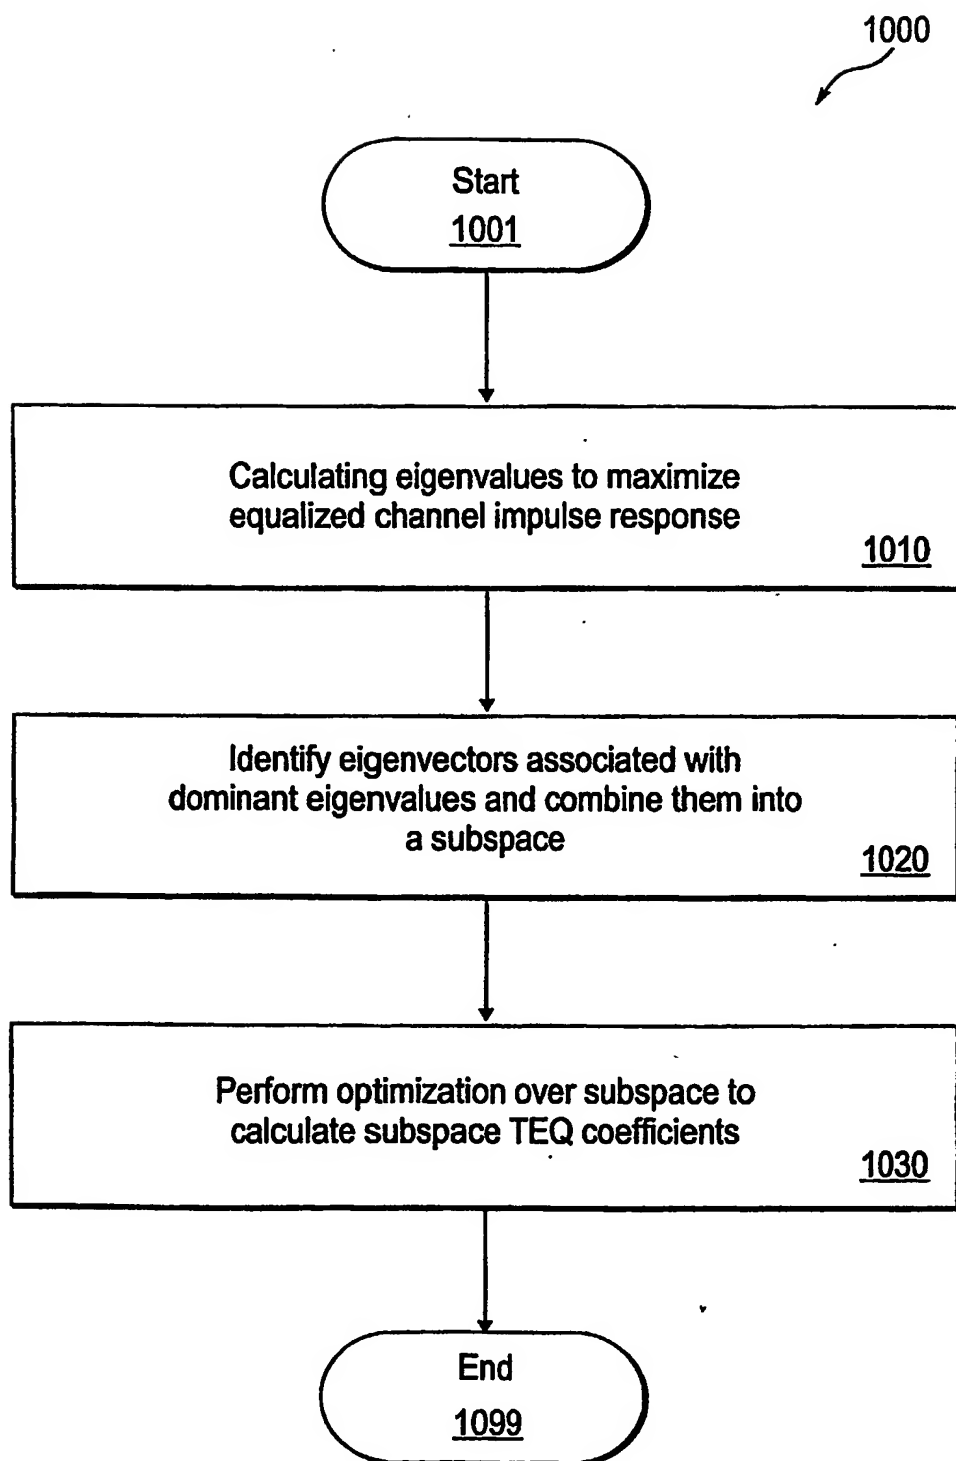 1000
Start
1001
Calculating eigenvalues to maximize
equalized channel impulse response
1010
Identify eigenvectors associated with
dominant eigenvalues and combine them into
a subspace
1020
Perform optimization over subspace to
calculate subspace TEQ coefficients
1030
End
1099